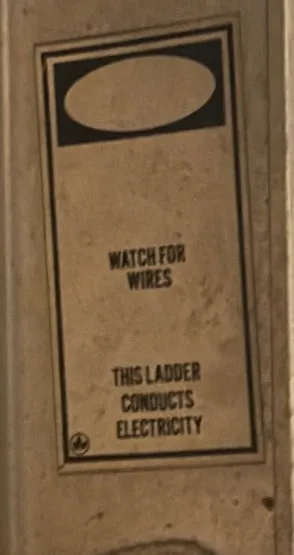 WATCH FOR
WIRES
THIS LADDER
CONDUCTS
ELECTRICITY